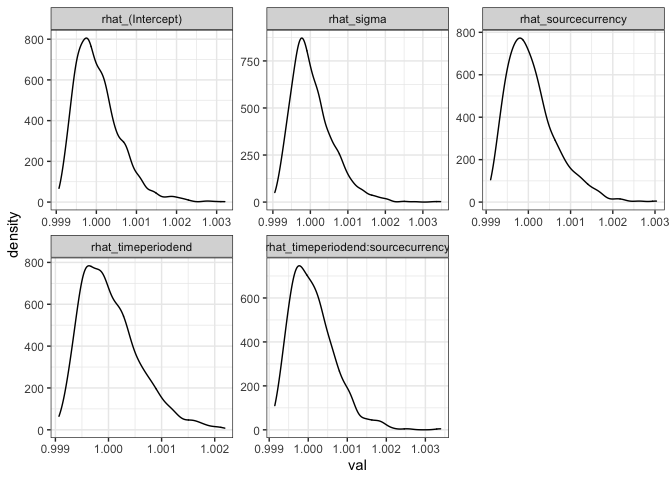 rhat_(Intercept)
800
600
400
200
0
0.999 1.000 1.001 1.002 1.003
rhat_sigma
750
500
250
0
0.999 1.000 1.001 1.002 1.003
rhat_sourcecurrency
800
600
400
200
0
0.999 1.000 1.001 1.002 1.003
rhat_timeperiodend
800
600
400
200
0
0.999 1.000 1.001 1.002
rhat_timeperiodend:sourcecurrency
600
400
200
0
0.999 1.000 1.001 1.002 1.003
density
val